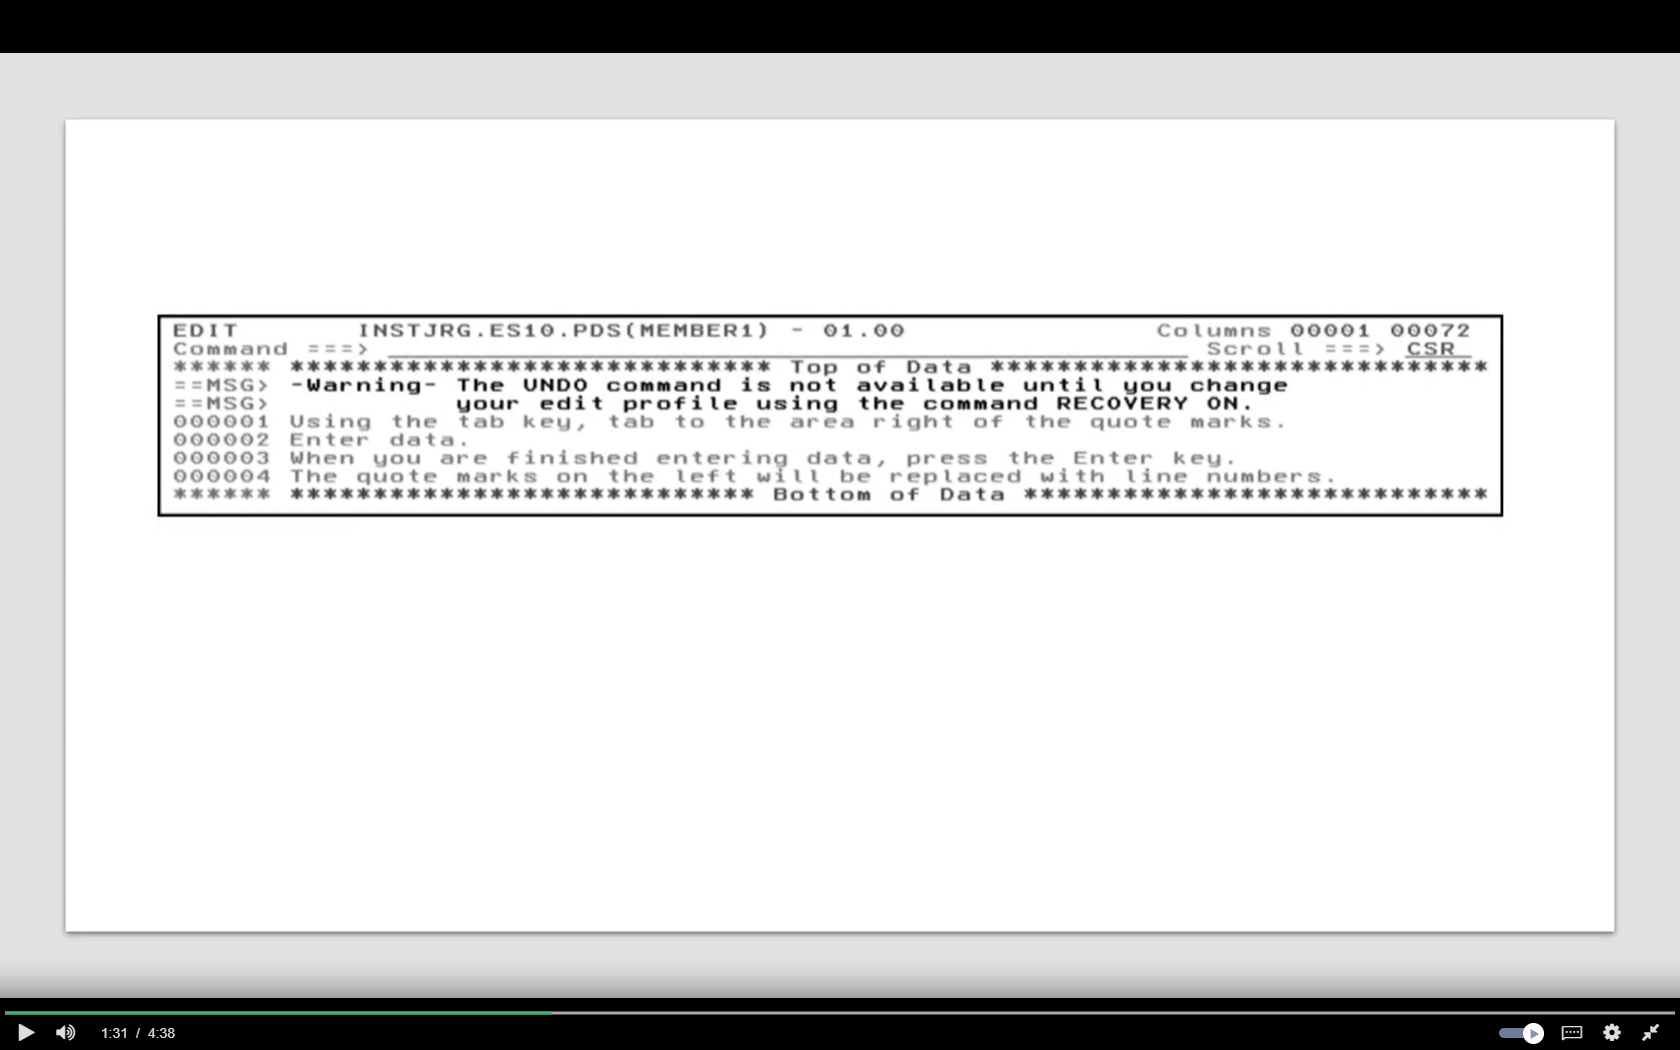 EDIT INSTJRG.ES10.PDS(MEMBER1) - 01.00 Columns 00001 00072
Command ===> Scroll ===> CSR
****** ***************************** Top of Data ******************************
==MSG> -Warning- The UNDO command is not available until you change
==MSG> your edit profile using the command RECOVERY ON.
000001 Using the tab key, tab to the area right of the quote marks.
000002 Enter data.
000003 When you are finished entering data, press the Enter key.
000004 The quote marks on the left will be replaced with line numbers.
****** **************************** Bottom of Data ****************************
1:31 / 4:38